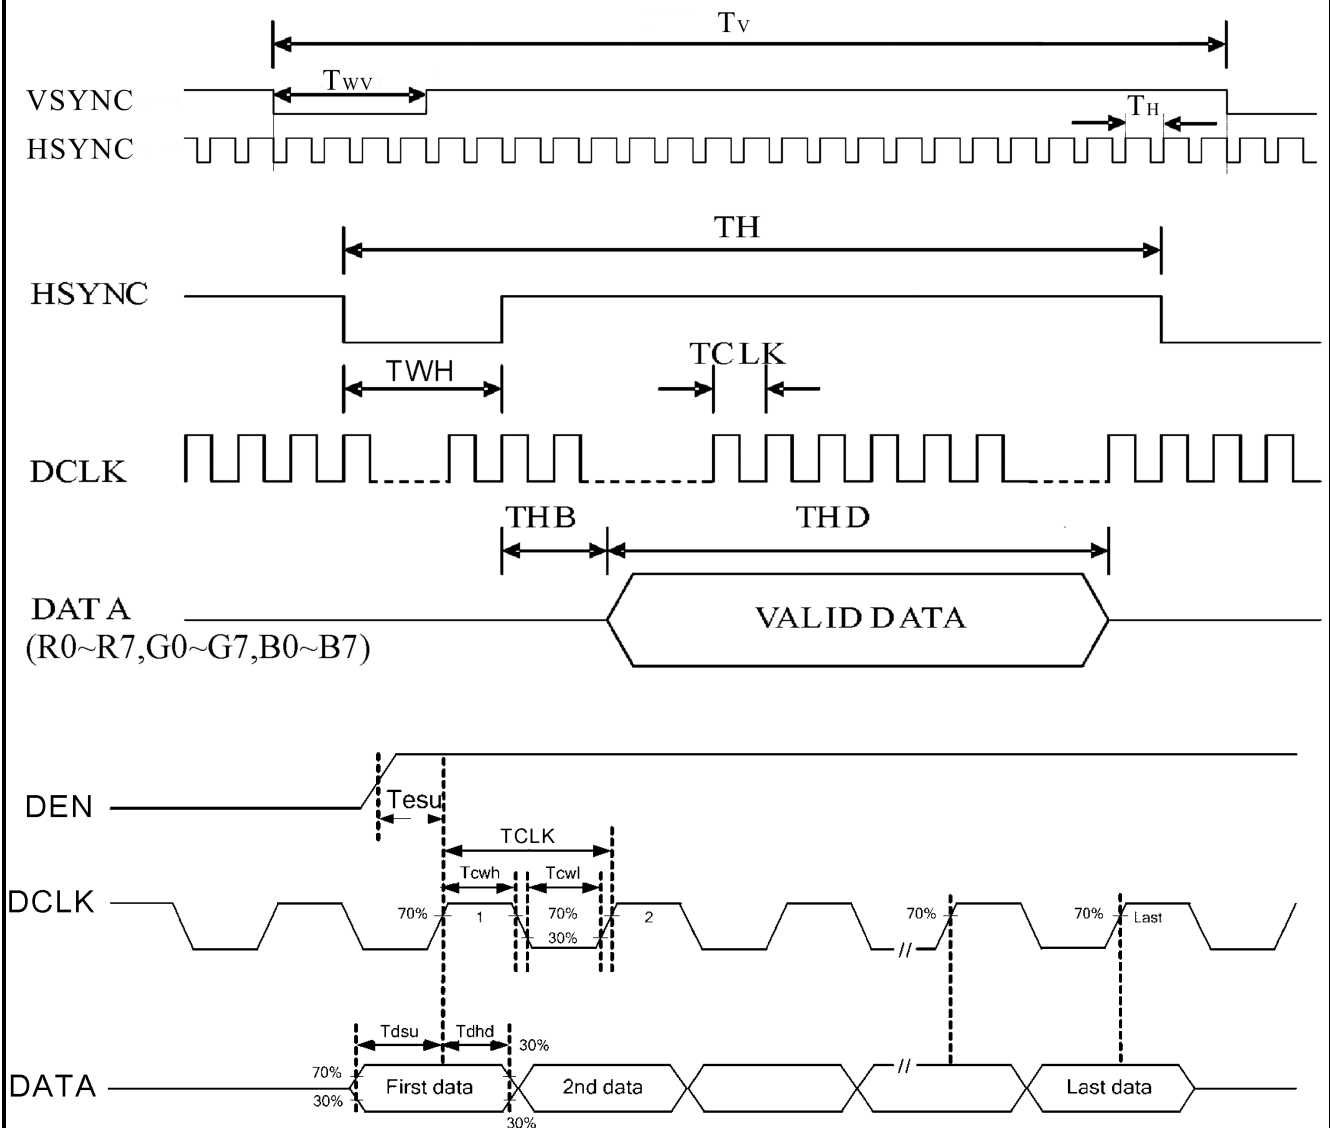 TV
TWV
VSYNC
TH
HSYNC
TH
HSYNC
TCLK
TWH
DCLK
THB
THD
DATA
VALID DATA
(R0~R7,G0~G7,B0~B7)
DEN
Tesu
TCLK
Tcwh
Tcwl
DCLK
70%
1
70%
2
70%
70%
Last
30%
//
Tdsu
Tdhd
30%
//
70%
DATA
First data
2nd data
Last data
30%
30%